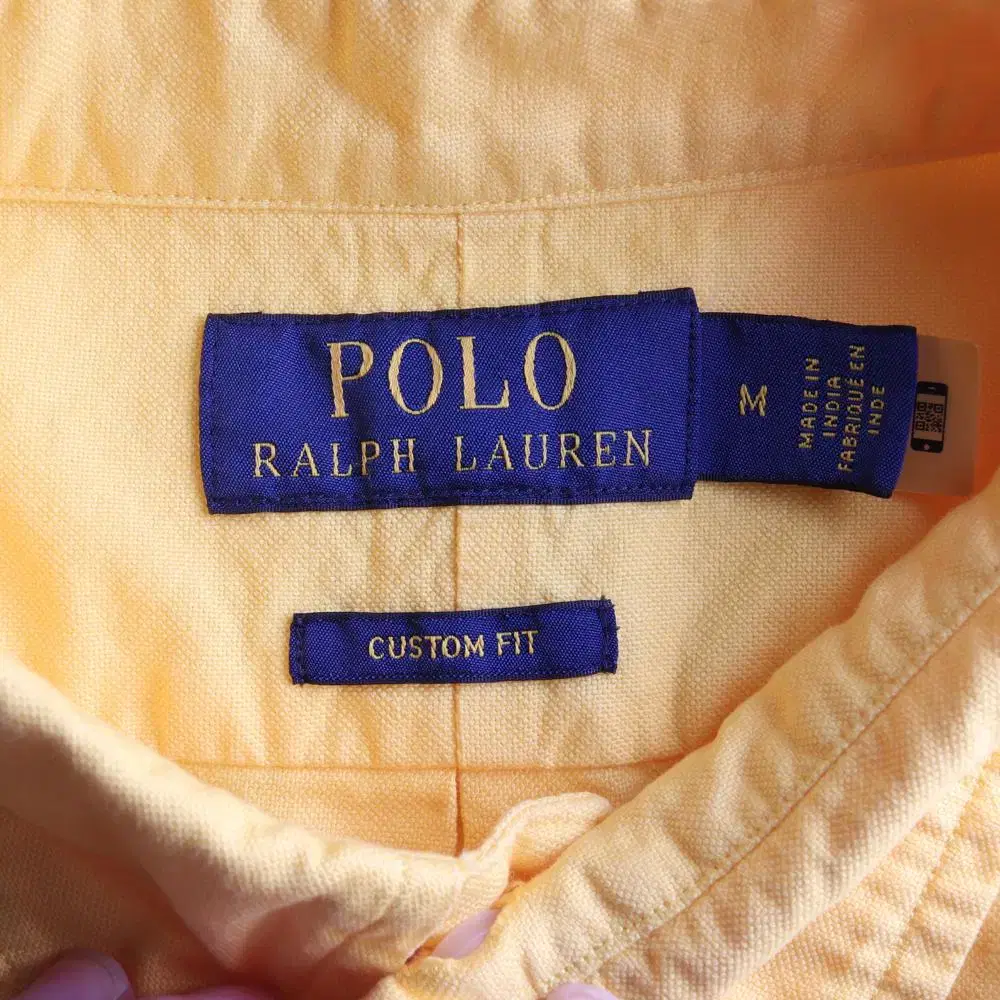 POLO
RALPH LAUREN
M
MADE IN
INDIA
FABRIQUÉ EN
INDE
CUSTOM FIT